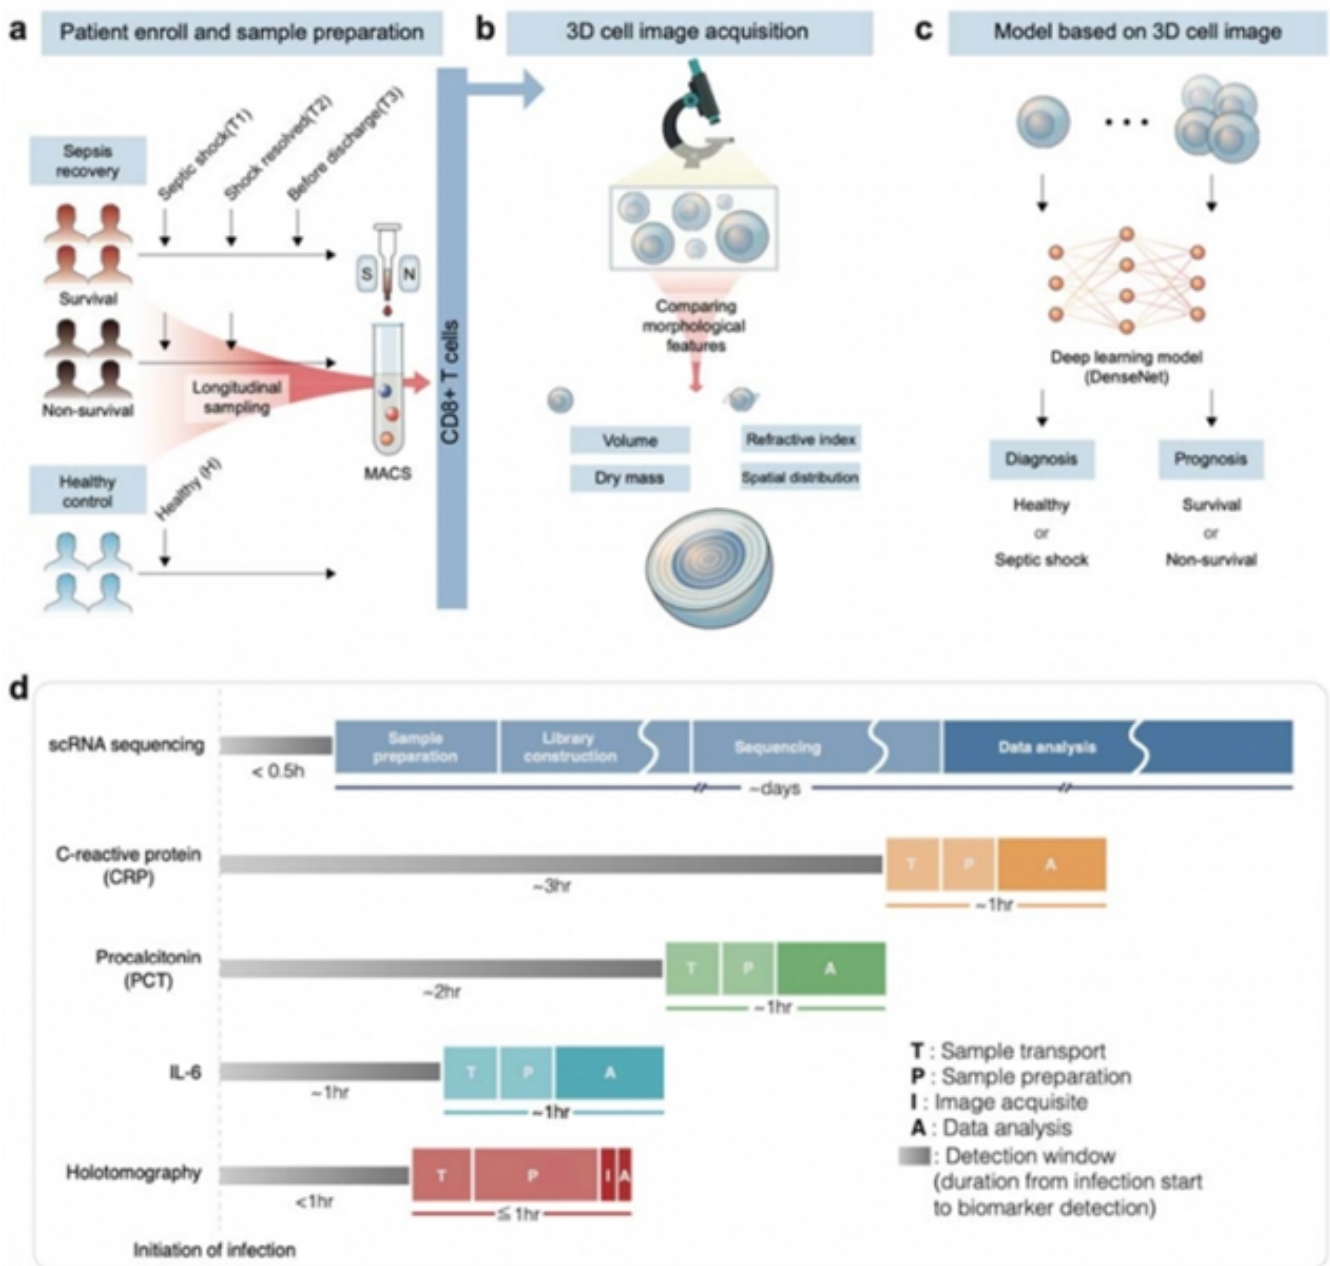 a
Patient enroll and sample preparation
Septic shock(T1)
Shock resolved(T2)
Before discharge(T3)
Sepsis
recovery
Survival
Non-survival
Longitudinal
sampling
S
N
MACS
CD8+ T cells
Healthy
control
Healthy (H)
b
3D cell image acquisition
Comparing
morphological
features
Volume
Refractive index
Dry mass
Spatial distribution
c
Model based on 3D cell image
Deep learning model
(DenseNet)
Diagnosis
Prognosis
Healthy
or
Septic shock
Survival
or
Non-survival
d
scRNA sequencing
< 0.5h
Sample
preparation
Library
construction
Sequencing
Data analysis
~days
C-reactive protein
(CRP)
~3hr
T
P
A
~1hr
Procalcitonin
(PCT)
~2hr
T
P
A
~1hr
IL-6
~1hr
T
P
A
~1hr
Holotomography
<1hr
T
P
I
A
≦ 1hr
Initiation of infection
T : Sample transport
P : Sample preparation
I : Image acquisite
A : Data analysis
: Detection window
(duration from infection start
to biomarker detection)